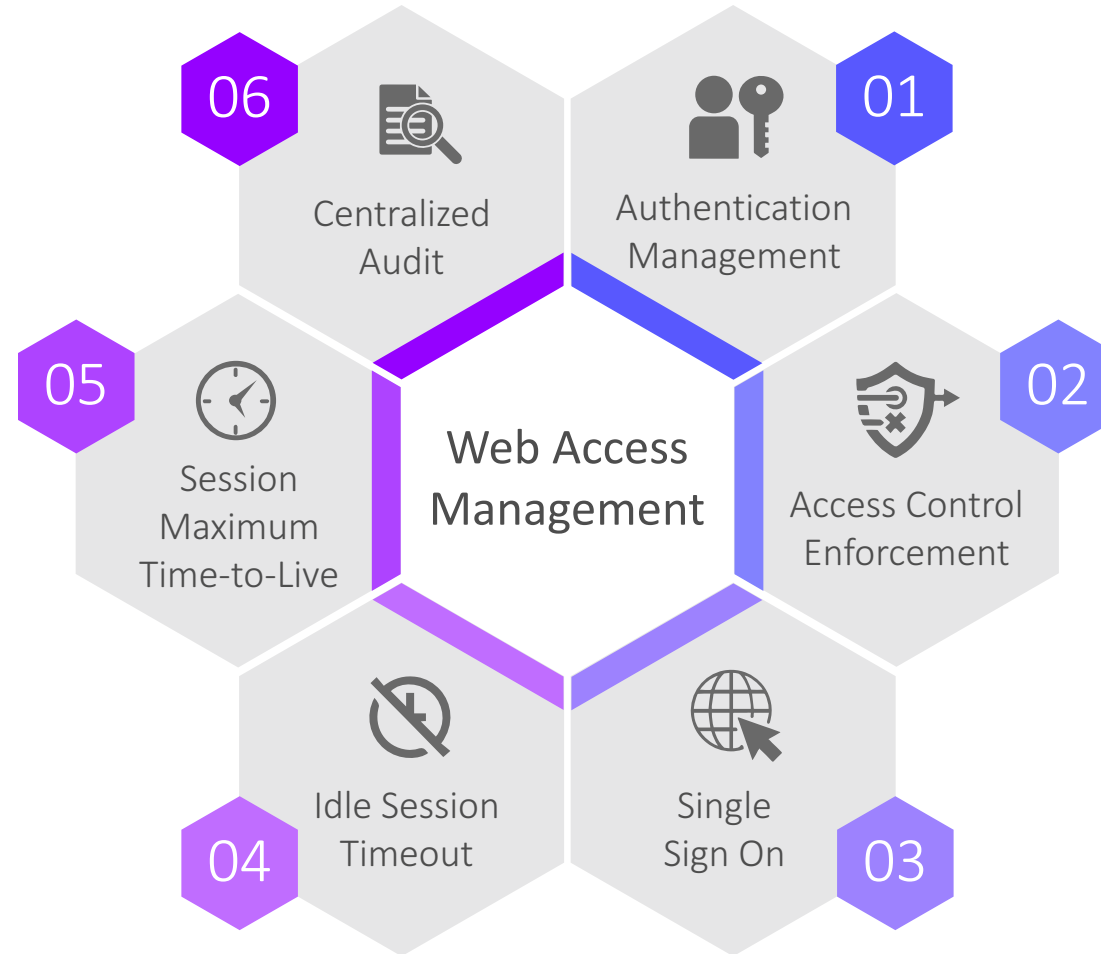 01
Authentication
Management
02
Access Control
Enforcement
03
Single
Sign On
04
Idle Session
Timeout
05
Session
Maximum
Time-to-Live
06
Centralized
Audit
Web Access
Management